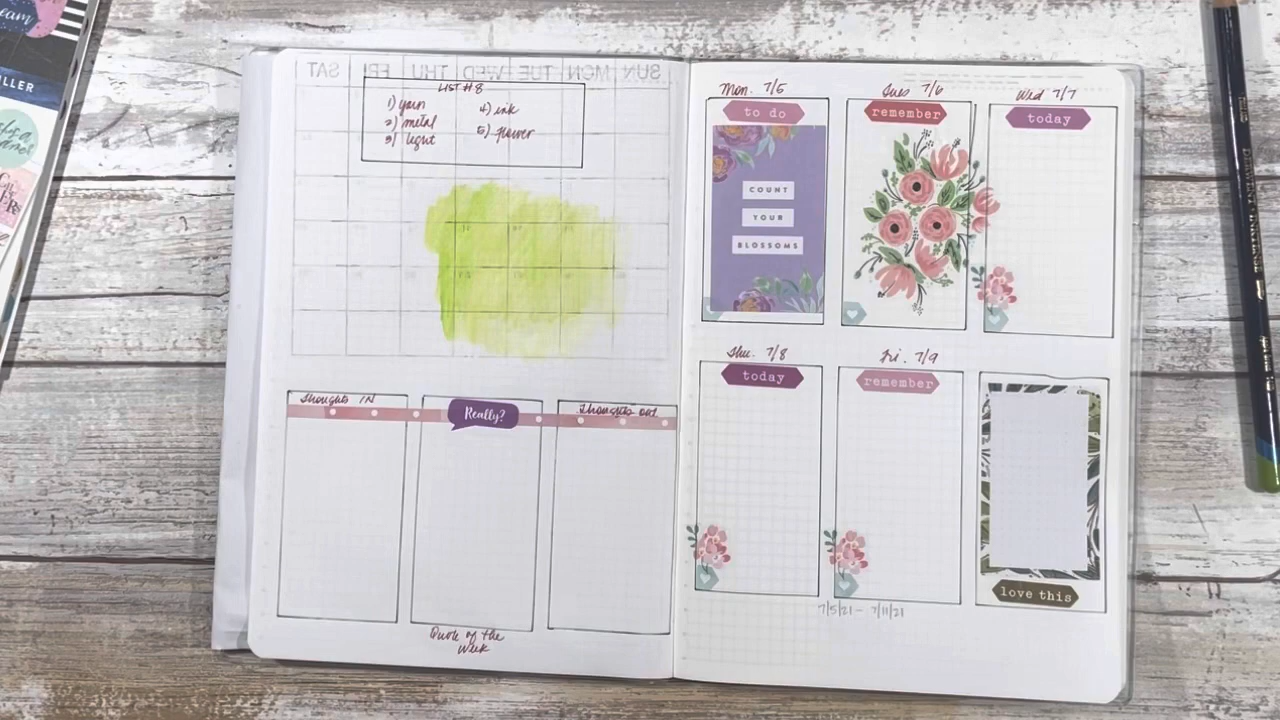 eam
LLER
SAT FRI THU WED TUE MON SUN
LIST #8
1) yarn
2) metal
3) light
4) ink
5) flower
Thoughts IN
Really?
Thoughts out
Quote of the
Week
Mon. 7/5
to do
COUNT
YOUR
BLOSSOMS
Tues 7/6
remember
Wed 7/7
today
Thu. 7/8
today
Fri. 7/9
remember
love this
7/5/21 - 7/11/21